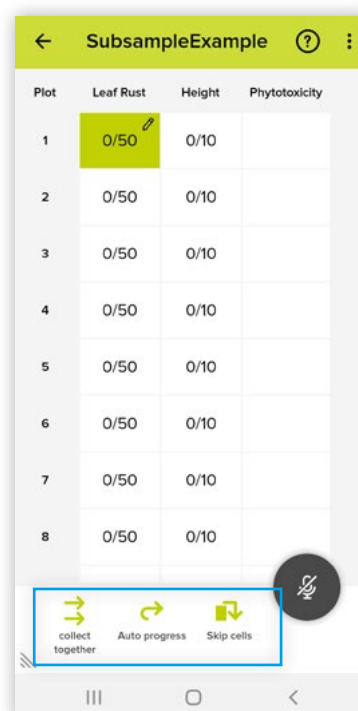 SubsampleExample ?
Plot Leaf Rust Height Phytotoxicity
1 0/50 0/10
2 0/50 0/10
3 0/50 0/10
4 0/50 0/10
5 0/50 0/10
6 0/50 0/10
7 0/50 0/10
8 0/50 0/10
collect together Auto progress Skip cells